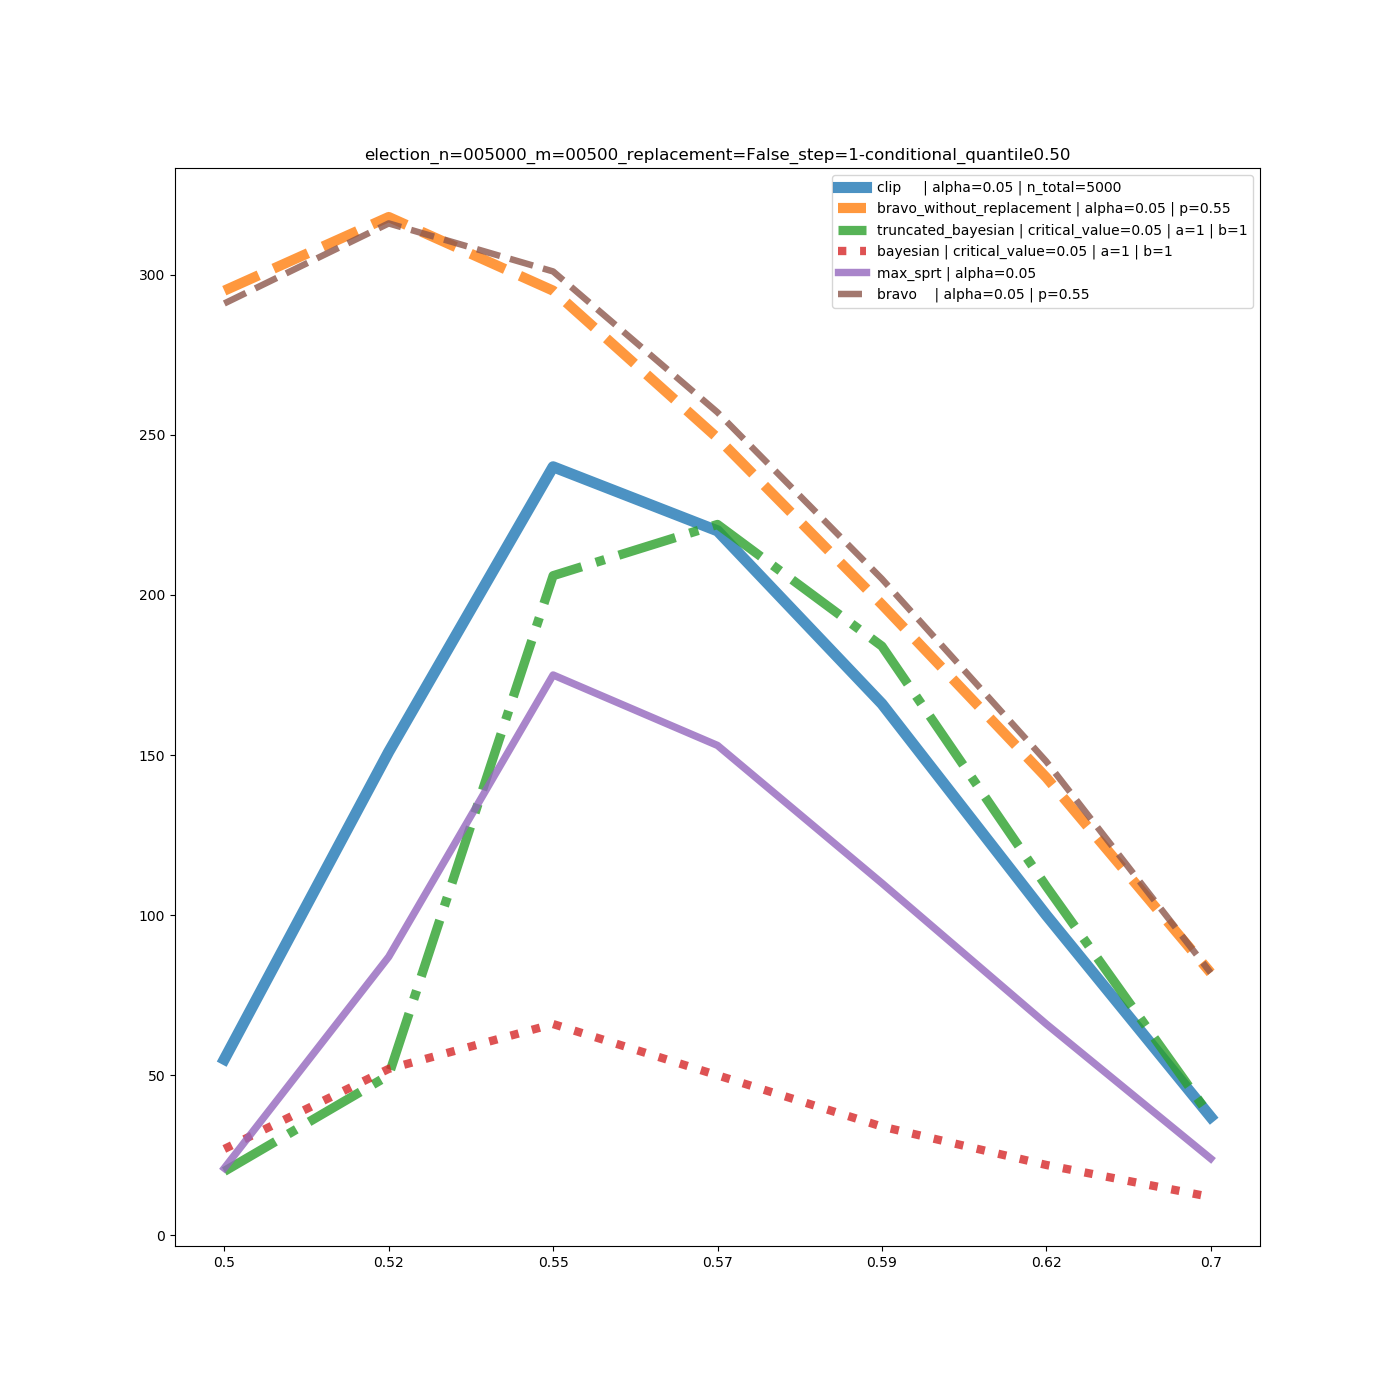 election_n=005000_m=00500_replacement=False_step=1-conditional_quantile0.50
clip     | alpha=0.05 | n_total=5000
bravo_without_replacement | alpha=0.05 | p=0.55
truncated_bayesian | critical_value=0.05 | a=1 | b=1
bayesian | critical_value=0.05 | a=1 | b=1
max_sprt | alpha=0.05
bravo    | alpha=0.05 | p=0.55
300
250
200
150
100
50
0
0.5 0.52 0.55 0.57 0.59 0.62 0.7